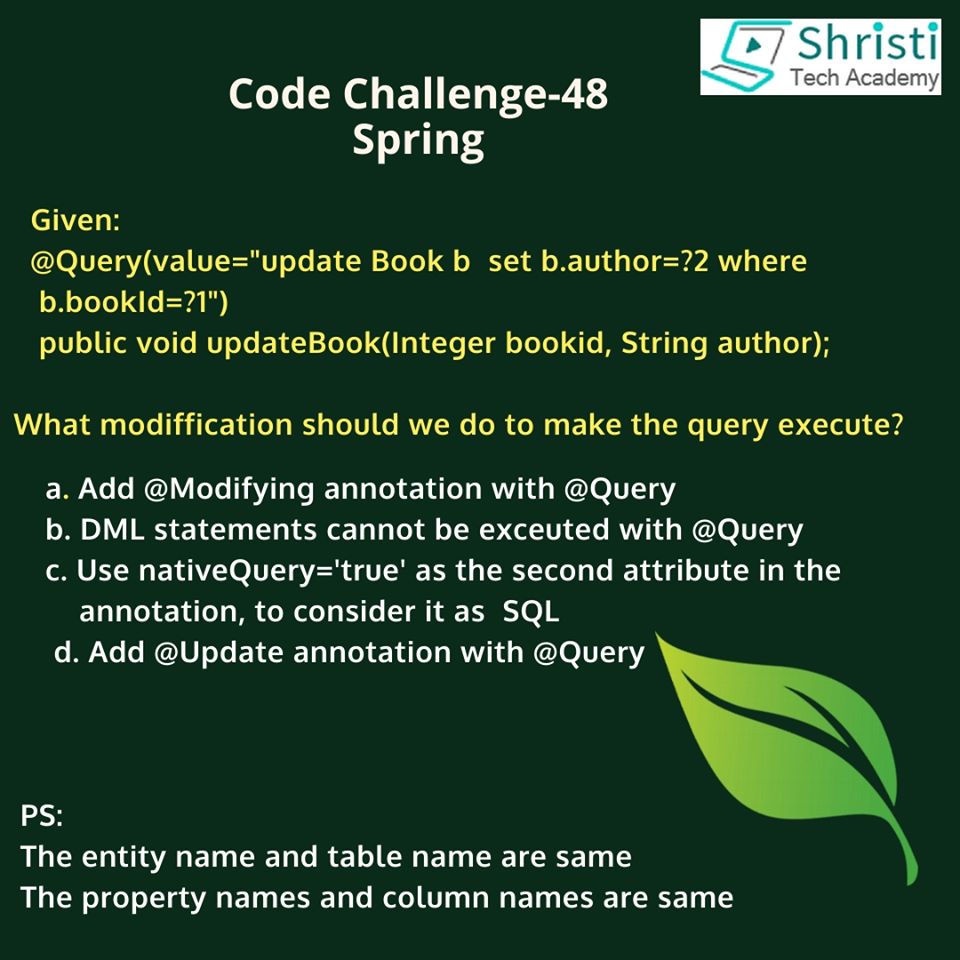 Shristi
Tech Academy
Code Challenge-48
Spring
Given:
@Query(value="update Book b  set b.author=?2 where
b.bookId=?1")
public void updateBook(Integer bookid, String author);
What modiffication should we do to make the query execute?
a. Add @Modifying annotation with @Query
b. DML statements cannot be exceuted with @Query
c. Use nativeQuery='true' as the second attribute in the
annotation, to consider it as  SQL
d. Add @Update annotation with @Query
PS:
The entity name and table name are same
The property names and column names are same